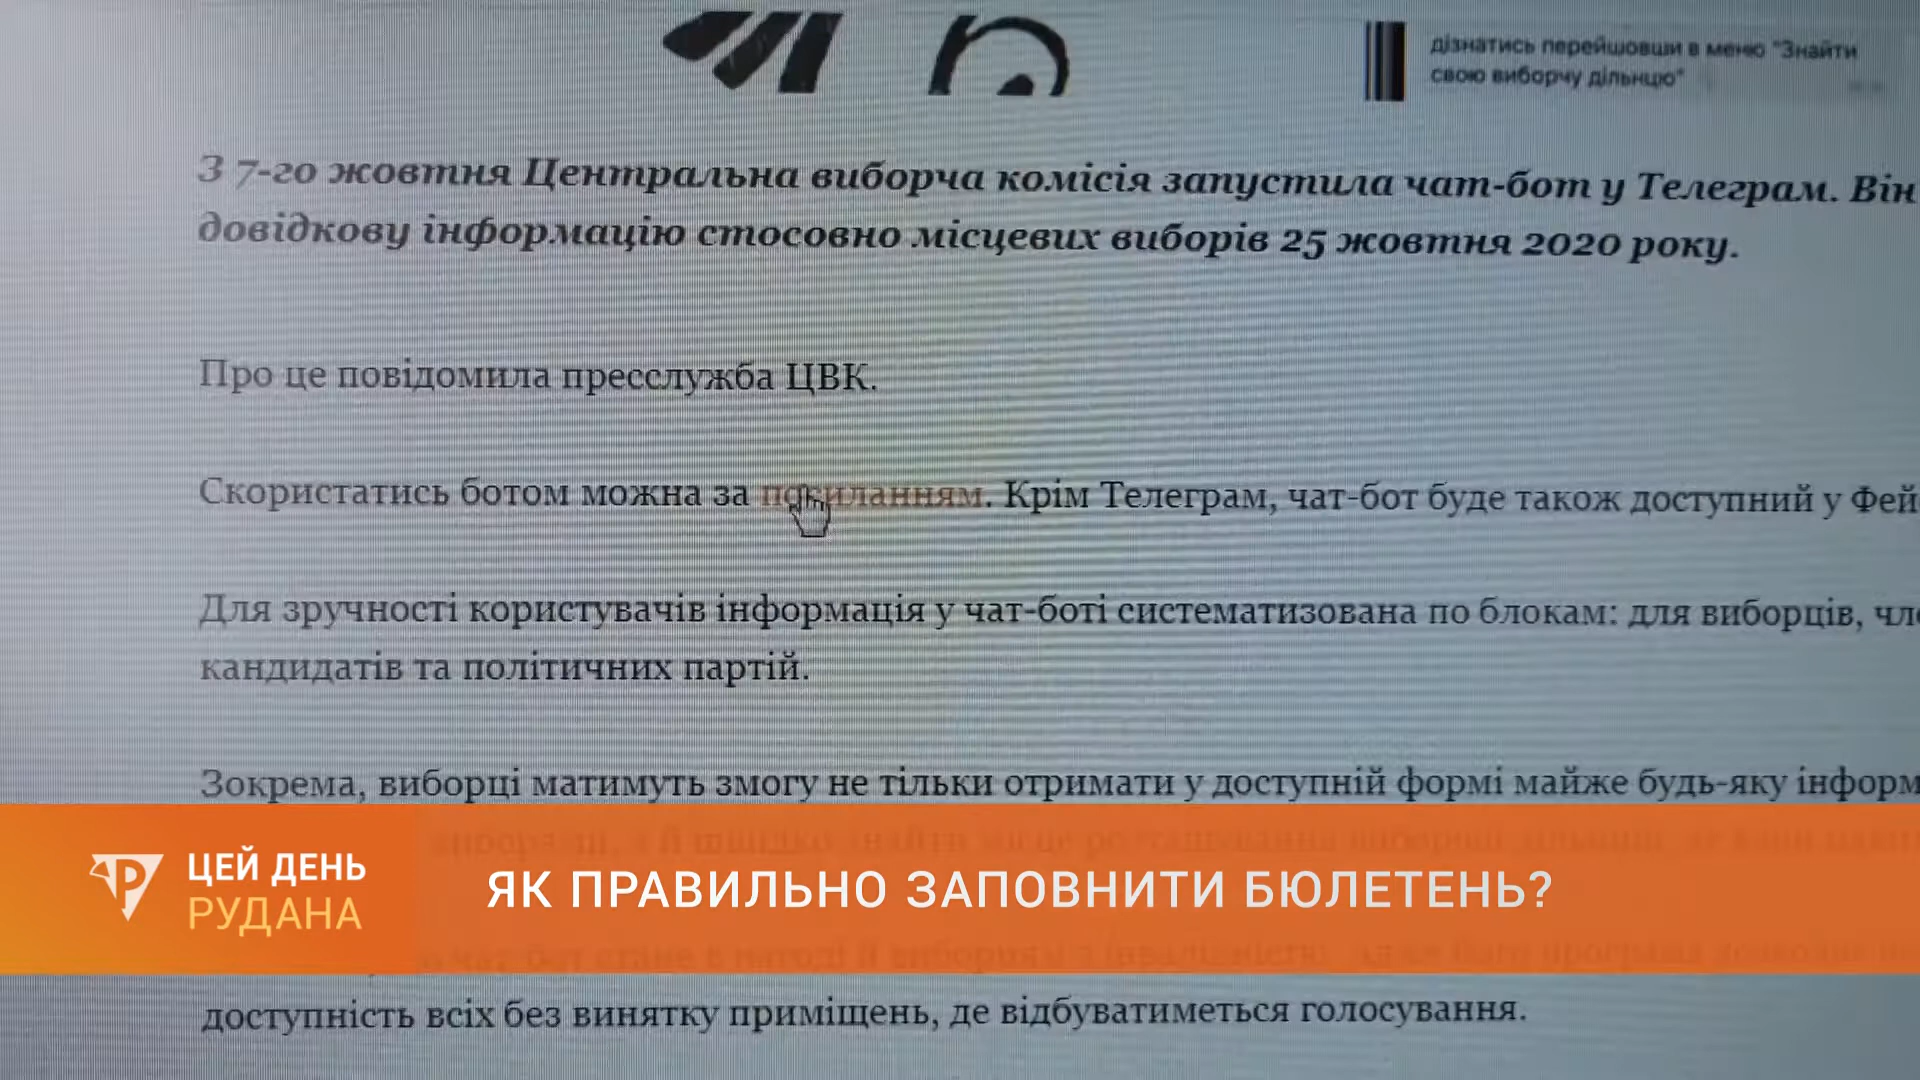 дізнатись перейшовши в меню "Знайти
свою виборчу дільнцю"
З 7-го жовтня Центральна виборча комісія запустила чат-бот у Телеграм. Він
довідкову інформацію стосовно місцевих виборів 25 жовтня 2020 року.
Про це повідомила пресслужба ЦВК.
Скористатись ботом можна за посиланням. Крім Телеграм, чат-бот буде також доступний у Фей
Для зручності користувачів інформація у чат-боті систематизована по блокам: для виборців, чле
кандидатів та політичних партій.
Зокрема, виборці матимуть змогу не тільки отримати у доступній формі майже будь-яку інформ
ЦЕЙ ДЕНЬ
РУДАНА
ЯК ПРАВИЛЬНО ЗАПОВНИТИ БЮЛЕТЕНЬ?
доступність всіх без винятку приміщень, де відбуватиметься голосування.